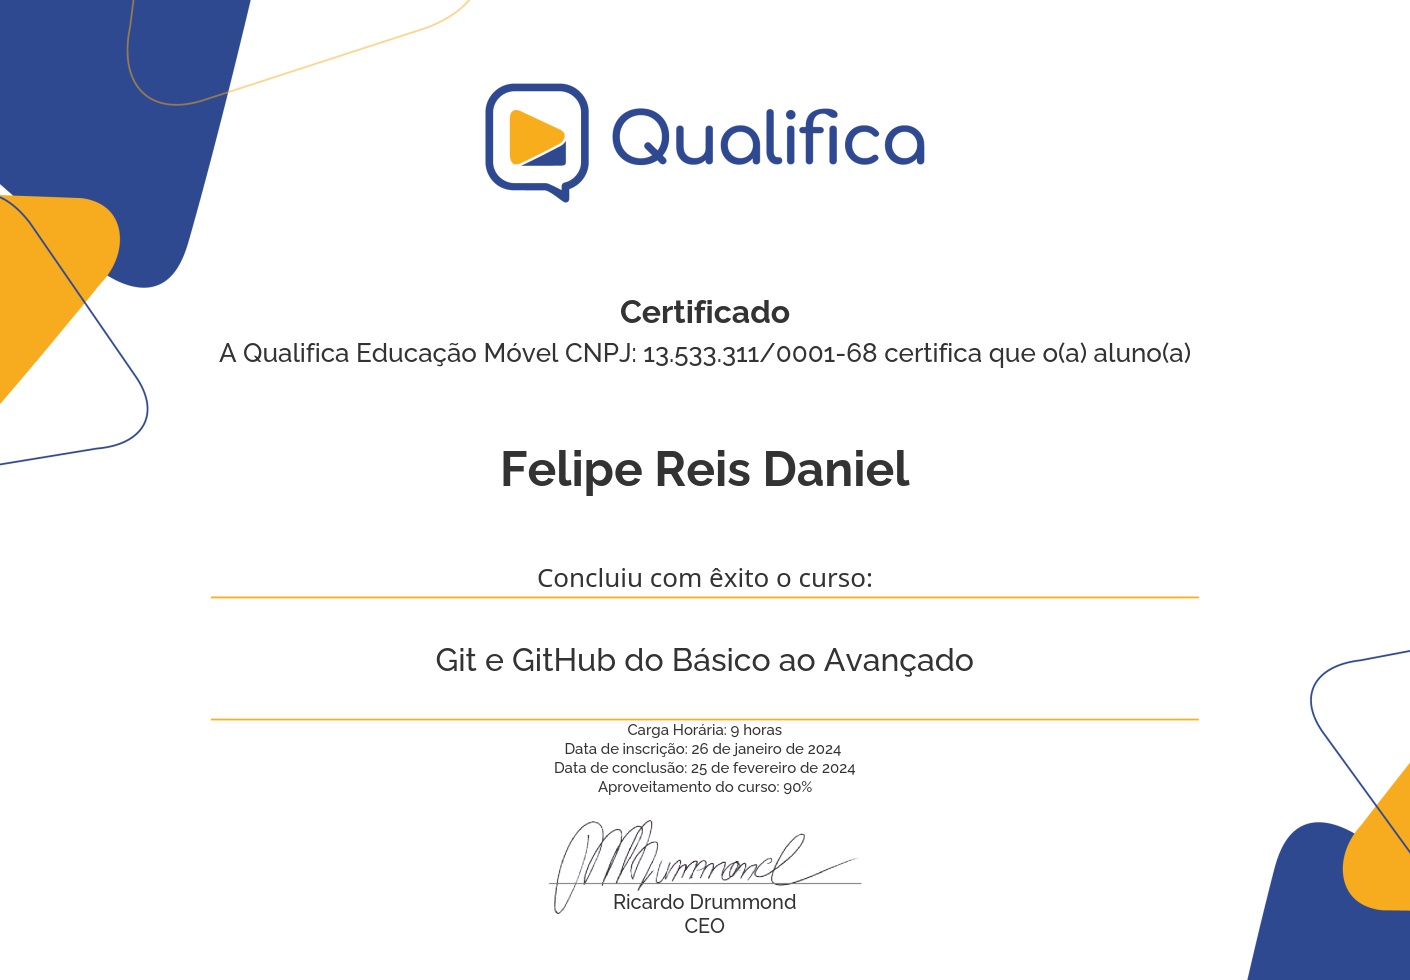 Qualifica
Certificado
A Qualifica Educação Móvel CNPJ: 13.533.311/0001-68 certifica que o(a) aluno(a)
Felipe Reis Daniel
Concluiu com êxito o curso:
Git e GitHub do Básico ao Avançado
Carga Horária: 9 horas
Data de inscrição: 26 de janeiro de 2024
Data de conclusão: 25 de fevereiro de 2024
Aproveitamento do curso: 90%
Ricardo Drummond
CEO